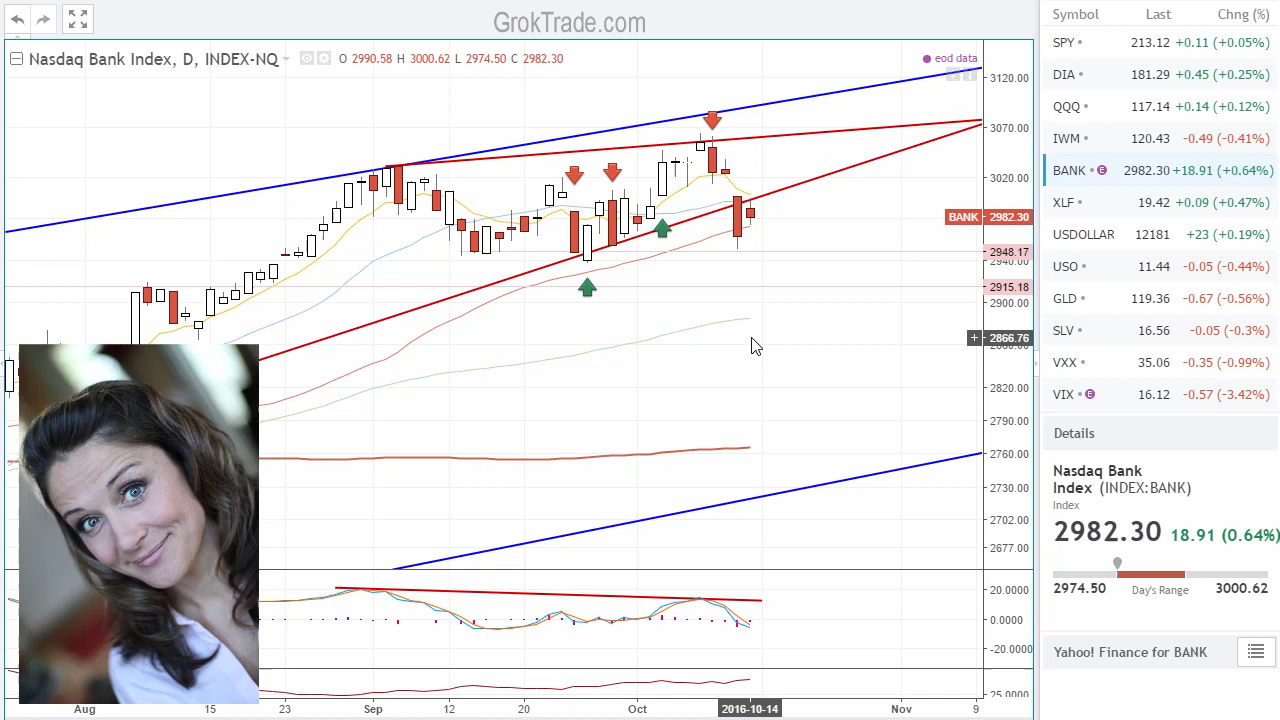 GrokTrade.com
Nasdaq Bank Index, D, INDEX-NQ O 2990.58 H 3000.62 L 2974.50 C 2982.30
eod data
3120.00
3070.00
3020.00
BANK 2982.30
2948.17
2940.00
2915.18
2900.00
2866.76
2860.00
2820.00
2790.00
2760.00
2730.00
2702.00
2677.00
20.0000
0.0000
-20.0000
25.0000
Aug 15 23 Sep 12 20 Oct 2016-10-14 Nov 9
Symbol Last Chng (%)
SPY 213.12 +0.11 (+0.05%)
DIA 181.29 +0.45 (+0.25%)
QQQ 117.14 +0.14 (+0.12%)
IWM 120.43 -0.49 (-0.41%)
BANK E 2982.30 +18.91 (+0.64%)
XLF 19.42 +0.09 (+0.47%)
USDOLLAR 12181 +23 (+0.19%)
USO 11.44 -0.05 (-0.44%)
GLD 119.36 -0.67 (-0.56%)
SLV 16.56 -0.05 (-0.3%)
VXX 35.06 -0.35 (-0.99%)
VIX E 16.12 -0.57 (-3.42%)
Details
Nasdaq Bank
Index (INDEX:BANK)
Index
2982.30 18.91 (0.64%)
2974.50 Day's Range 3000.62
Yahoo! Finance for BANK